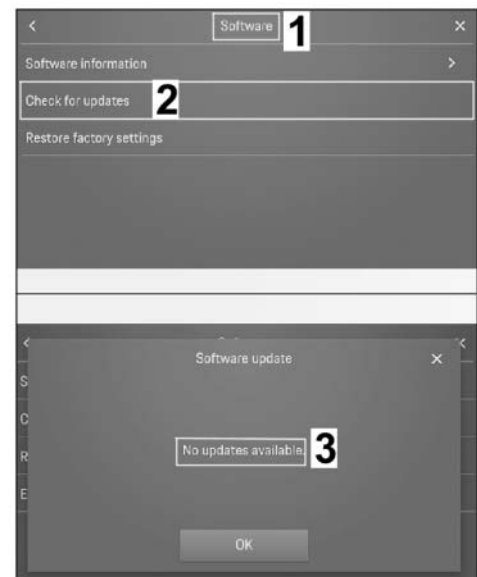 < Software 1 ×
Software information >
Check for updates 2
Restore factory settings
< ×
Software update ×
S
C
No updates available. 3
R
E
OK